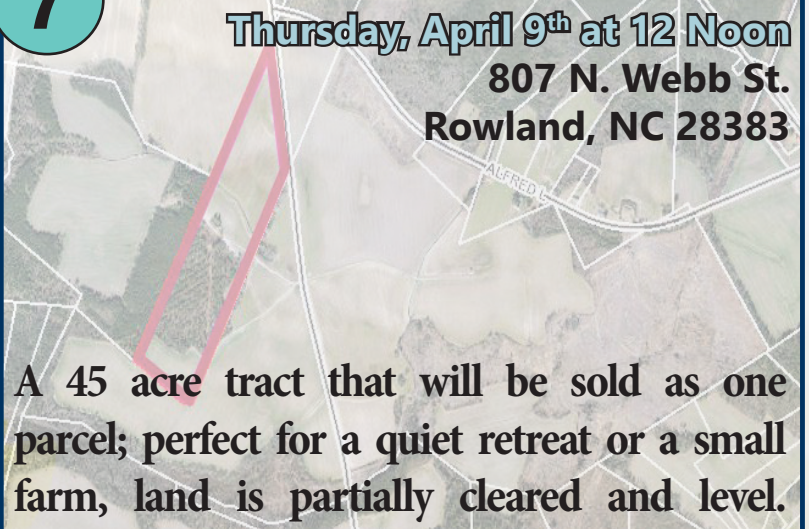 7
Thursday, April 9th at 12 Noon
807 N. Webb St.
Rowland, NC 28383
ALFRED L
A 45 acre tract that will be sold as one
parcel; perfect for a quiet retreat or a small
farm, land is partially cleared and level.